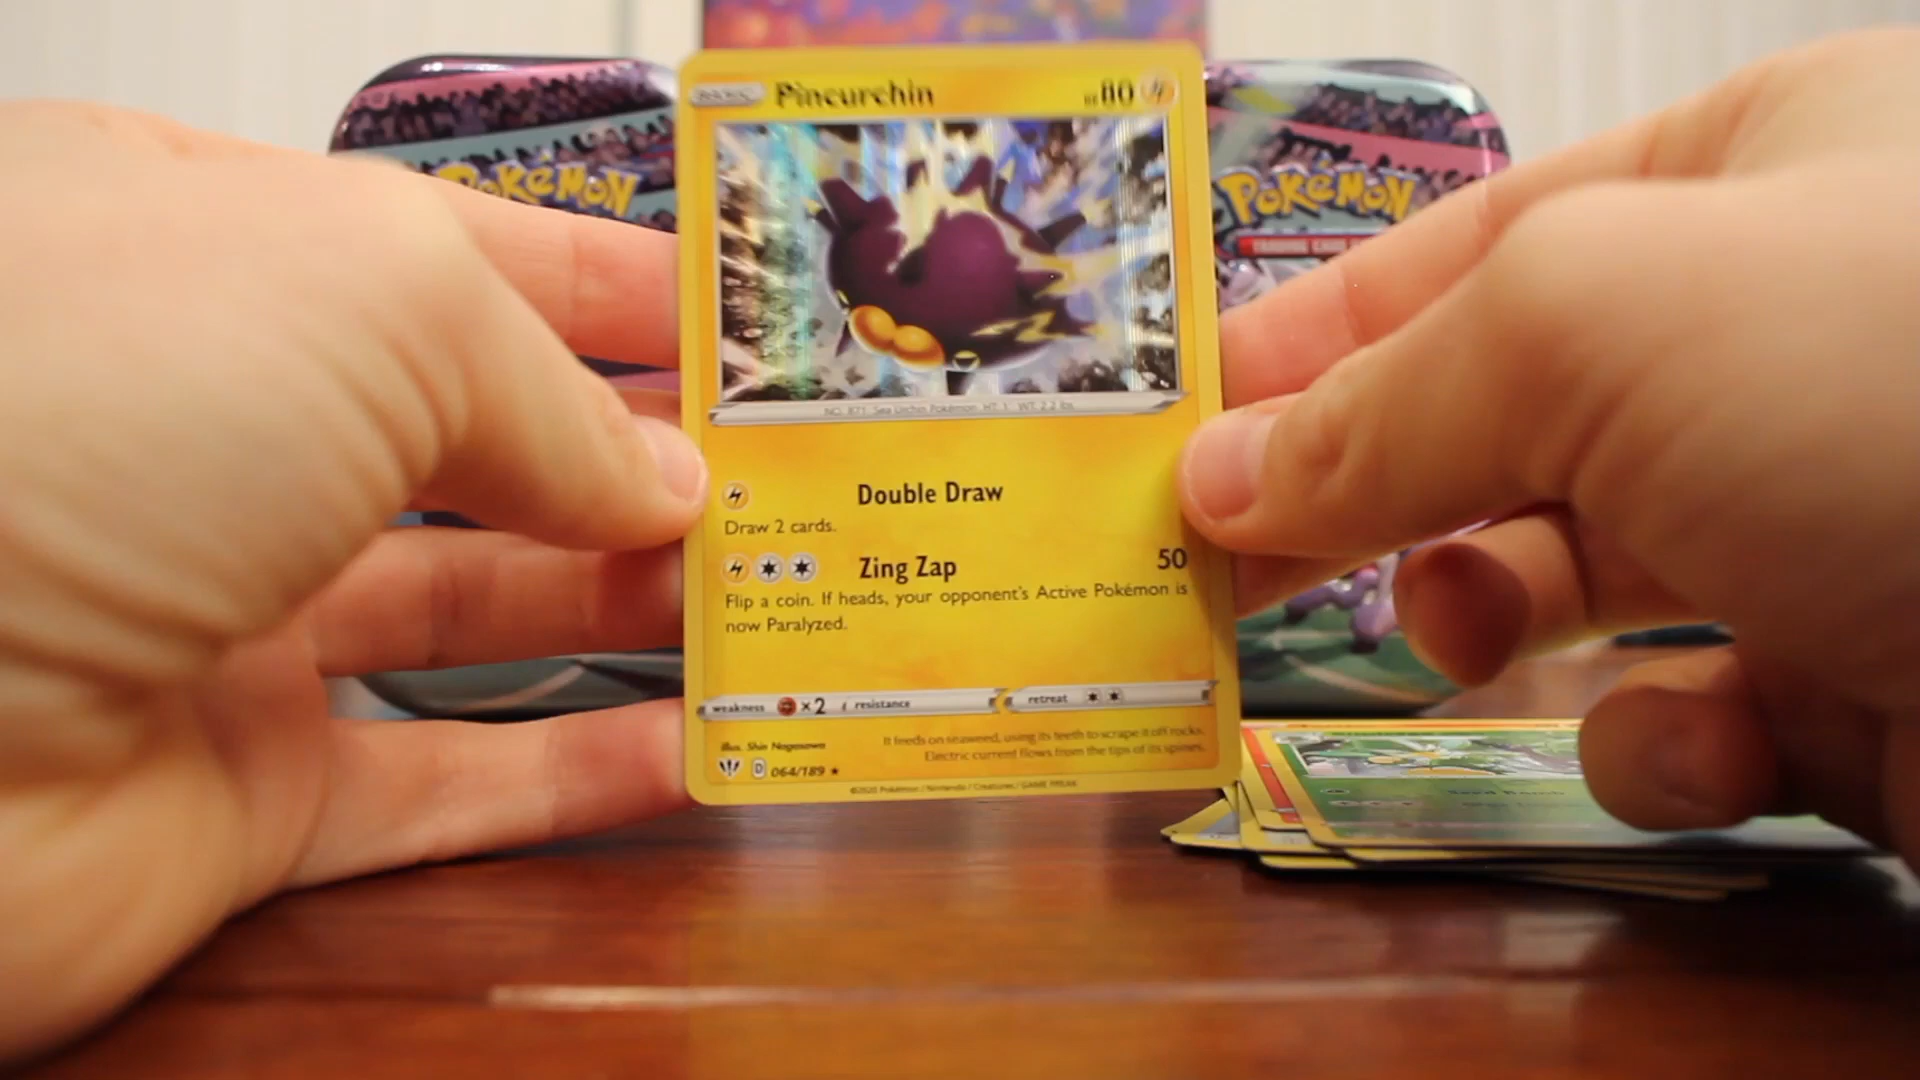 BASIC Pincurchin HP 80
POKéMON
POKéMON
TRADING CARD
NO. 871 Sea Urchin Pokémon HT: 1' WT: 2.2 lbs.
Double Draw
Draw 2 cards.
Zing Zap 50
Flip a coin. If heads, your opponent's Active Pokémon is
now Paralyzed.
weakness ×2 resistance retreat
Illus. Shin Nagasawa
It feeds on seaweed, using its teeth to scrape it off rocks.
Electric current flows from the tips of its spines.
D 064/189 ★
©2020 Pokémon / Nintendo / Creatures / GAME FREAK